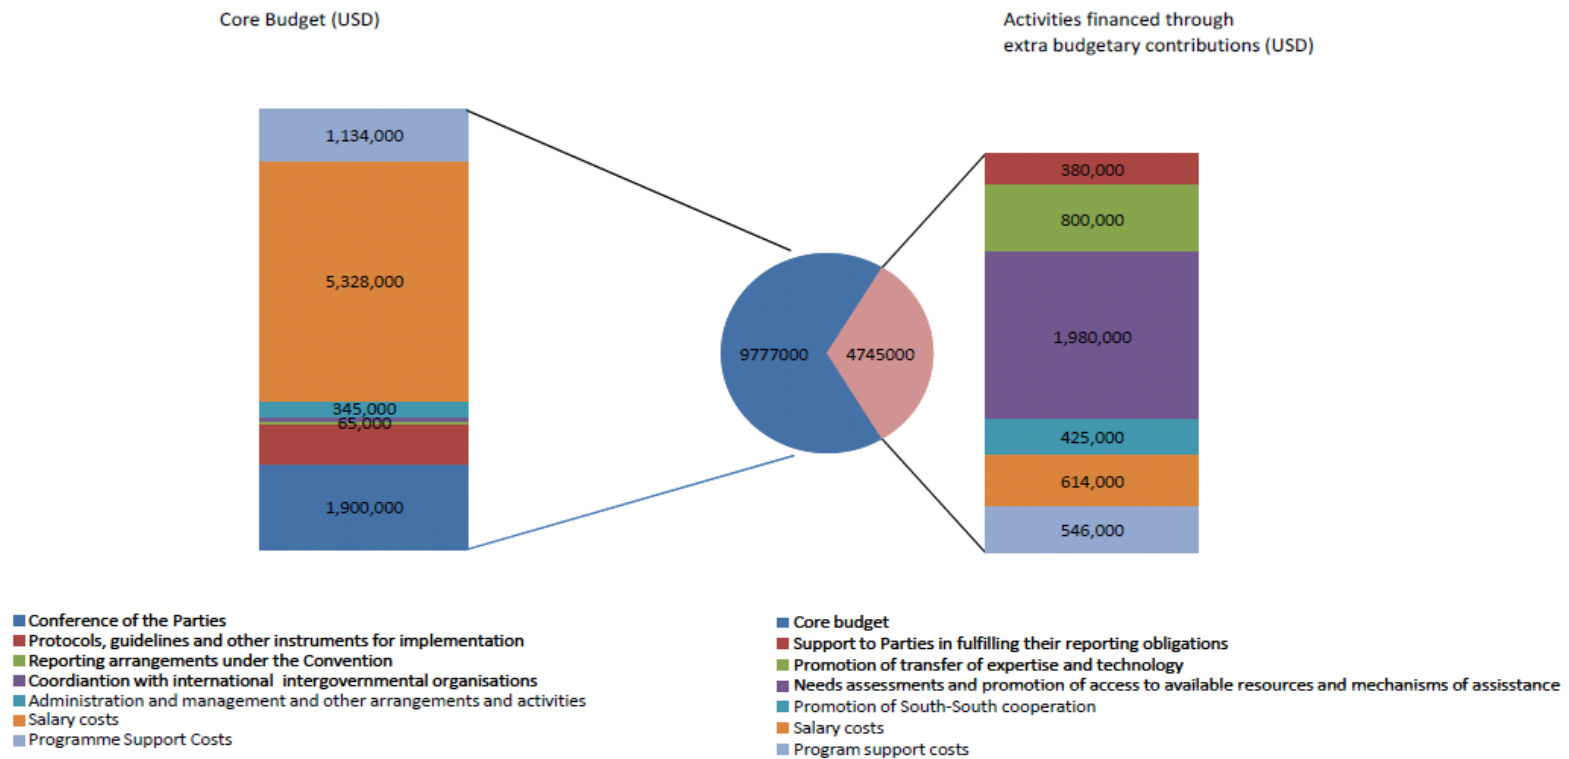 Core Budget (USD)
Activities financed through
extra budgetary contributions (USD)
1,134,000
5,328,000
345,000
65,000
1,900,000
9777000
4745000
380,000
800,000
1,980,000
425,000
614,000
546,000
Conference of the Parties
Protocols, guidelines and other instruments for implementation
Reporting arrangements under the Convention
Coordiantion with international intergovernmental organisations
Administration and management and other arrangements and activities
Salary costs
Programme Support Costs
Core budget
Support to Parties in fulfilling their reporting obligations
Promotion of transfer of expertise and technology
Needs assessments and promotion of access to available resources and mechanisms of assisstance
Promotion of South-South cooperation
Salary costs
Program support costs